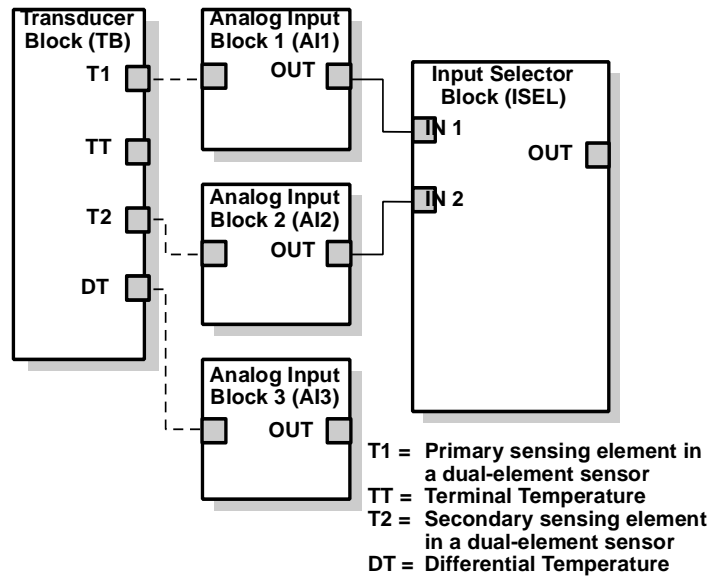 Transducer
Block (TB)
T1
TT
T2
DT
Analog Input
Block 1 (AI1)
OUT
Analog Input
Block 2 (AI2)
OUT
Analog Input
Block 3 (AI3)
OUT
Input Selector
Block (ISEL)
IN 1
OUT
IN 2
T1 = Primary sensing element in
a dual-element sensor
TT = Terminal Temperature
T2 = Secondary sensing element
in a dual-element sensor
DT = Differential Temperature